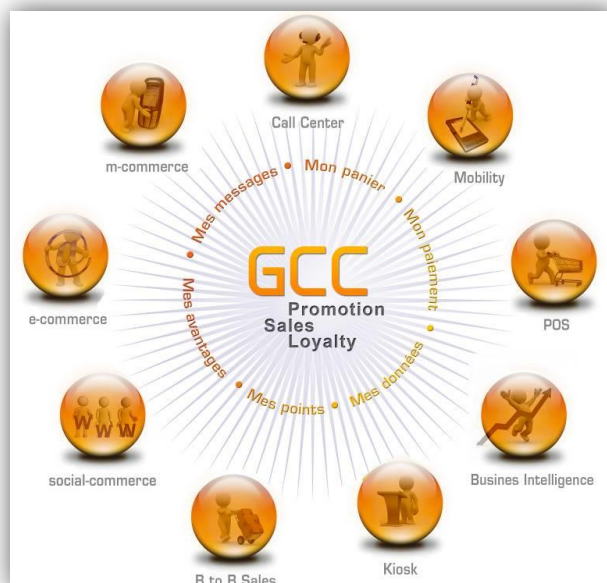 Call Center
Mobility
POS
Busines Intelligence
Kiosk
B to B Sales
social-commerce
WWW
e-commerce
@
m-commerce
Mes messages • Mon panier • Mon paiement • Mes données • Mes points • Mes avantages •
GCC
Promotion
Sales
Loyalty